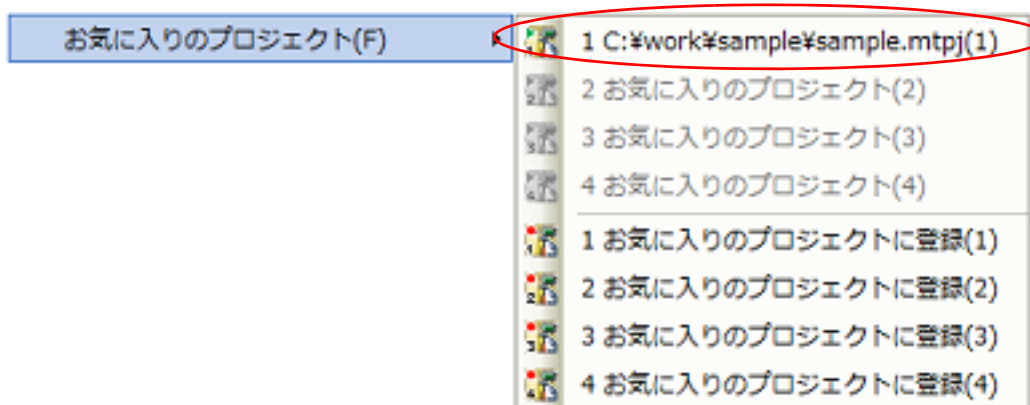 お気に入りのプロジェクト(F)
1 C:¥work¥sample¥sample.mtpj(1)
2 お気に入りのプロジェクト(2)
3 お気に入りのプロジェクト(3)
4 お気に入りのプロジェクト(4)
1 お気に入りのプロジェクトに登録(1)
2 お気に入りのプロジェクトに登録(2)
3 お気に入りのプロジェクトに登録(3)
4 お気に入りのプロジェクトに登録(4)